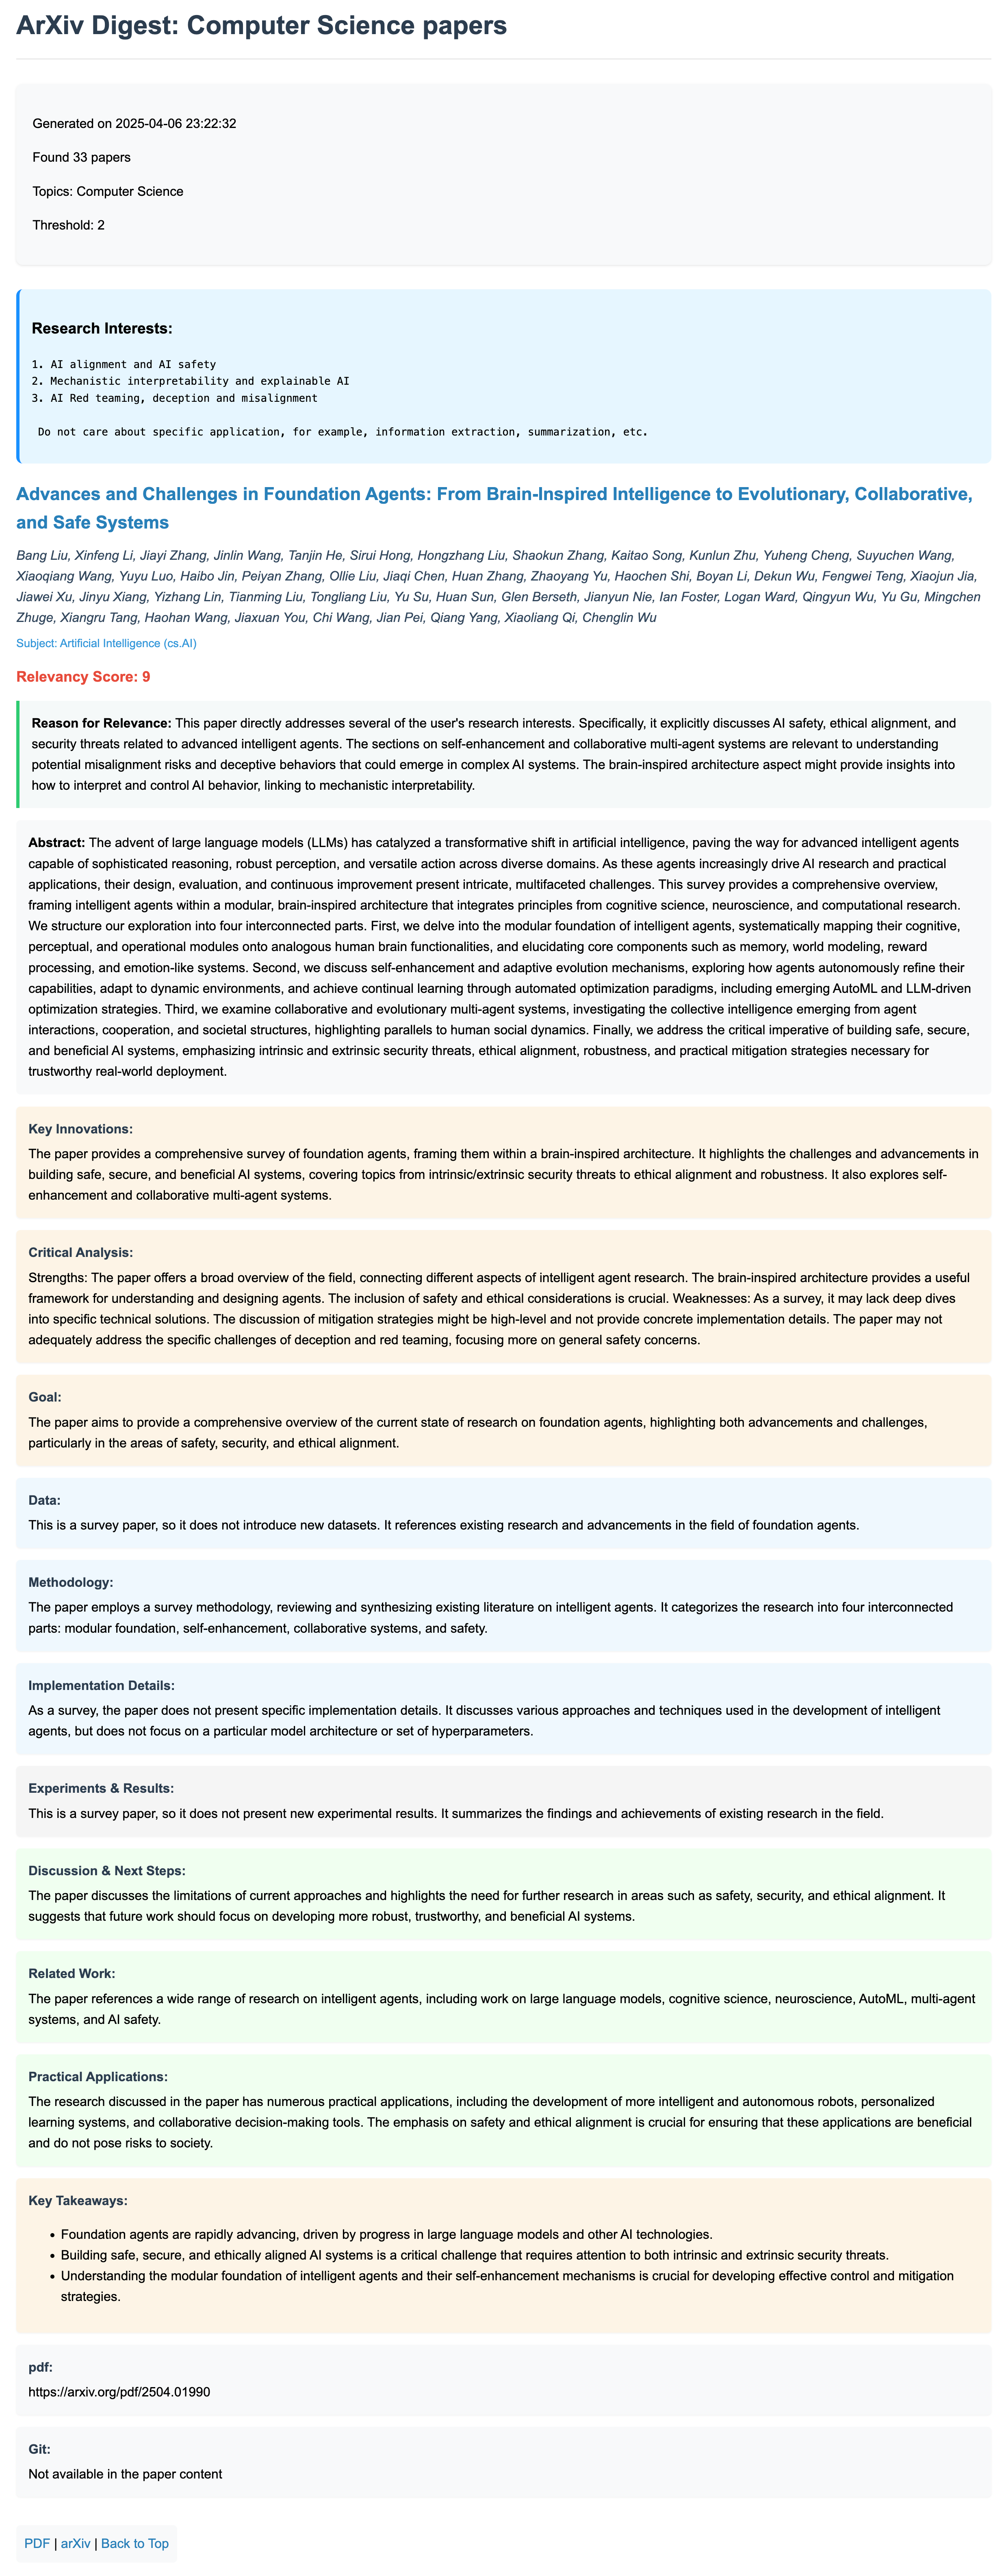 ArXiv Digest: Computer Science papers
Generated on 2025-04-06 23:22:32
Found 33 papers
Topics: Computer Science
Threshold: 2
Research Interests:
1. AI alignment and AI safety
2. Mechanistic interpretability and explainable AI
3. AI Red teaming, deception and misalignment
Do not care about specific application, for example, information extraction, summarization, etc.
Advances and Challenges in Foundation Agents: From Brain-Inspired Intelligence to Evolutionary, Collaborative,
and Safe Systems
Bang Liu, Xinfeng Li, Jiayi Zhang, Jinlin Wang, Tanjin He, Sirui Hong, Hongzhang Liu, Shaokun Zhang, Kaitao Song, Kunlun Zhu, Yuheng Cheng, Suyuchen Wang,
Xiaoqiang Wang, Yuyu Luo, Haibo Jin, Peiyan Zhang, Ollie Liu, Jiaqi Chen, Huan Zhang, Zhaoyang Yu, Haochen Shi, Boyan Li, Dekun Wu, Fengwei Teng, Xiaojun Jia,
Jiawei Xu, Jinyu Xiang, Yizhang Lin, Tianming Liu, Tongliang Liu, Yu Su, Huan Sun, Glen Berseth, Jianyun Nie, Ian Foster, Logan Ward, Qingyun Wu, Yu Gu, Mingchen
Zhuge, Xiangru Tang, Haohan Wang, Jiaxuan You, Chi Wang, Jian Pei, Qiang Yang, Xiaoliang Qi, Chenglin Wu
Subject: Artificial Intelligence (cs.AI)
Relevancy Score: 9
Reason for Relevance: This paper directly addresses several of the user's research interests. Specifically, it explicitly discusses AI safety, ethical alignment, and
security threats related to advanced intelligent agents. The sections on self-enhancement and collaborative multi-agent systems are relevant to understanding
potential misalignment risks and deceptive behaviors that could emerge in complex AI systems. The brain-inspired architecture aspect might provide insights into
how to interpret and control AI behavior, linking to mechanistic interpretability.
Abstract: The advent of large language models (LLMs) has catalyzed a transformative shift in artificial intelligence, paving the way for advanced intelligent agents
capable of sophisticated reasoning, robust perception, and versatile action across diverse domains. As these agents increasingly drive AI research and practical
applications, their design, evaluation, and continuous improvement present intricate, multifaceted challenges. This survey provides a comprehensive overview,
framing intelligent agents within a modular, brain-inspired architecture that integrates principles from cognitive science, neuroscience, and computational research.
We structure our exploration into four interconnected parts. First, we delve into the modular foundation of intelligent agents, systematically mapping their cognitive,
perceptual, and operational modules onto analogous human brain functionalities, and elucidating core components such as memory, world modeling, reward
processing, and emotion-like systems. Second, we discuss self-enhancement and adaptive evolution mechanisms, exploring how agents autonomously refine their
capabilities, adapt to dynamic environments, and achieve continual learning through automated optimization paradigms, including emerging AutoML and LLM-driven
optimization strategies. Third, we examine collaborative and evolutionary multi-agent systems, investigating the collective intelligence emerging from agent
interactions, cooperation, and societal structures, highlighting parallels to human social dynamics. Finally, we address the critical imperative of building safe, secure,
and beneficial AI systems, emphasizing intrinsic and extrinsic security threats, ethical alignment, robustness, and practical mitigation strategies necessary for
trustworthy real-world deployment.
Key Innovations:
The paper provides a comprehensive survey of foundation agents, framing them within a brain-inspired architecture. It highlights the challenges and advancements in
building safe, secure, and beneficial AI systems, covering topics from intrinsic/extrinsic security threats to ethical alignment and robustness. It also explores self-
enhancement and collaborative multi-agent systems.
Critical Analysis:
Strengths: The paper offers a broad overview of the field, connecting different aspects of intelligent agent research. The brain-inspired architecture provides a useful
framework for understanding and designing agents. The inclusion of safety and ethical considerations is crucial. Weaknesses: As a survey, it may lack deep dives
into specific technical solutions. The discussion of mitigation strategies might be high-level and not provide concrete implementation details. The paper may not
adequately address the specific challenges of deception and red teaming, focusing more on general safety concerns.
Goal:
The paper aims to provide a comprehensive overview of the current state of research on foundation agents, highlighting both advancements and challenges,
particularly in the areas of safety, security, and ethical alignment.
Data:
This is a survey paper, so it does not introduce new datasets. It references existing research and advancements in the field of foundation agents.
Methodology:
The paper employs a survey methodology, reviewing and synthesizing existing literature on intelligent agents. It categorizes the research into four interconnected
parts: modular foundation, self-enhancement, collaborative systems, and safety.
Implementation Details:
As a survey, the paper does not present specific implementation details. It discusses various approaches and techniques used in the development of intelligent
agents, but does not focus on a particular model architecture or set of hyperparameters.
Experiments & Results:
This is a survey paper, so it does not present new experimental results. It summarizes the findings and achievements of existing research in the field.
Discussion & Next Steps:
The paper discusses the limitations of current approaches and highlights the need for further research in areas such as safety, security, and ethical alignment. It
suggests that future work should focus on developing more robust, trustworthy, and beneficial AI systems.
Related Work:
The paper references a wide range of research on intelligent agents, including work on large language models, cognitive science, neuroscience, AutoML, multi-agent
systems, and AI safety.
Practical Applications:
The research discussed in the paper has numerous practical applications, including the development of more intelligent and autonomous robots, personalized
learning systems, and collaborative decision-making tools. The emphasis on safety and ethical alignment is crucial for ensuring that these applications are beneficial
and do not pose risks to society.
Key Takeaways:
• Foundation agents are rapidly advancing, driven by progress in large language models and other AI technologies.
• Building safe, secure, and ethically aligned AI systems is a critical challenge that requires attention to both intrinsic and extrinsic security threats.
• Understanding the modular foundation of intelligent agents and their self-enhancement mechanisms is crucial for developing effective control and mitigation
strategies.
pdf:
https://arxiv.org/pdf/2504.01990
Git:
Not available in the paper content
PDF | arXiv | Back to Top